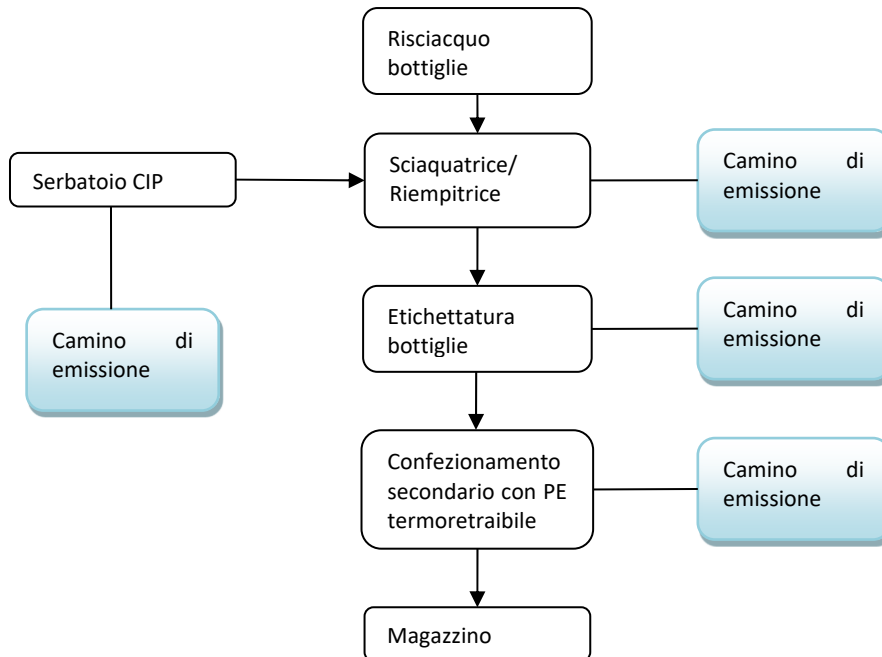 Risciacquo
bottiglie
Serbatoio CIP
Sciaquatrice/
Riempitrice
Camino di
emissione
Camino di
emissione
Etichettatura
bottiglie
Camino di
emissione
Confezionamento
secondario con PE
termoretraibile
Camino di
emissione
Magazzino